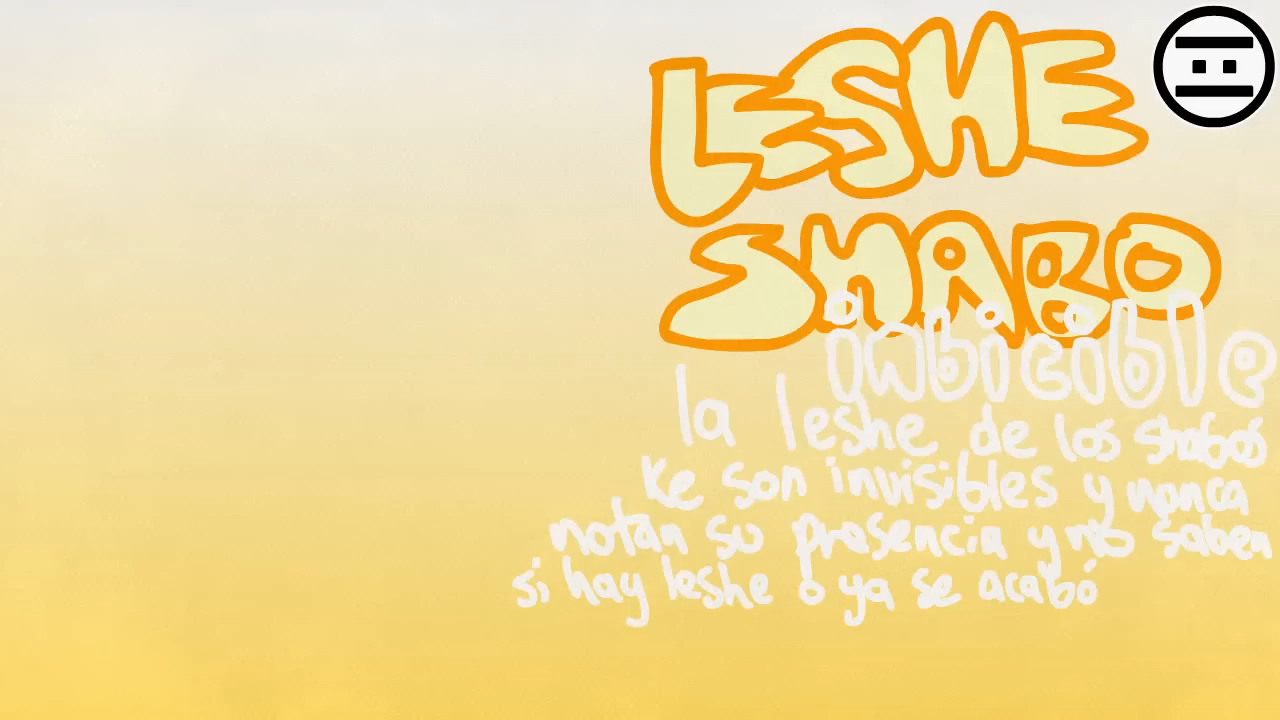 LESHE
SHABO
inbicible
la leshe de los shabos
ke son invisibles y nunca
notan su presencia y no saben
si hay leshe o ya se acabó